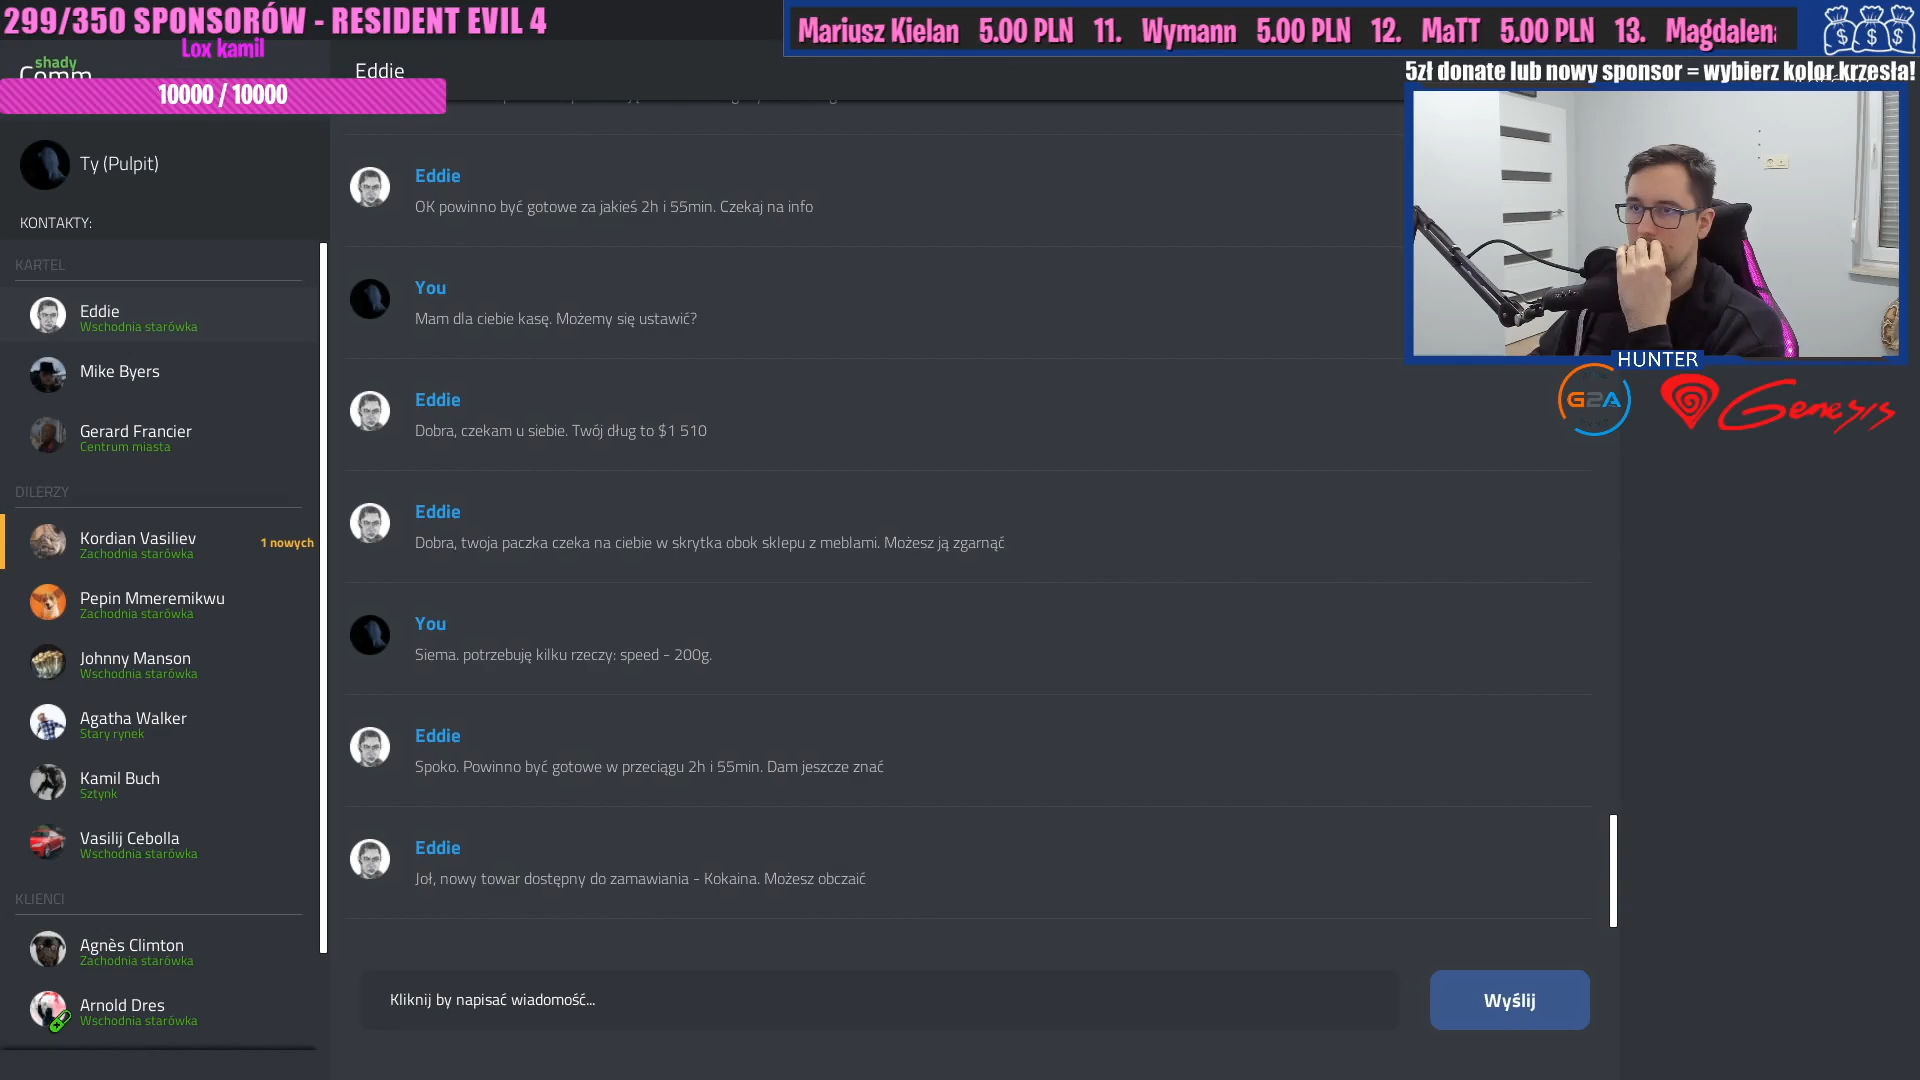 299/350 SPONSORÓW - RESIDENT EVIL 4
Lox kamil
10000 / 10000
Mariusz Kielan 5.00 PLN 11. Wymann 5.00 PLN 12. MaTT 5.00 PLN 13. Magdalena
5zł donate lub nowy sponsor = wybierz kolor krzesła!
HUNTER
G2A
Genesis
shady
Comm
Ty (Pulpit)
KONTAKTY:
KARTEL
Eddie
Wschodnia starówka
Mike Byers
Gerard Francier
Centrum miasta
DILERZY
Kordian Vasiliev
Zachodnia starówka
1 nowych
Pepin Mmeremikwu
Zachodnia starówka
Johnny Manson
Wschodnia starówka
Agatha Walker
Stary rynek
Kamil Buch
Sztynk
Vasilij Cebolla
Wschodnia starówka
KLIENCI
Agnès Climton
Zachodnia starówka
Arnold Dres
Wschodnia starówka
Eddie
Eddie
OK powinno być gotowe za jakieś 2h i 55min. Czekaj na info
You
Mam dla ciebie kasę. Możemy się ustawić?
Eddie
Dobra, czekam u siebie. Twój dług to $1 510
Eddie
Dobra, twoja paczka czeka na ciebie w skrytka obok sklepu z meblami. Możesz ją zgarnąć
You
Siema. potrzebuję kilku rzeczy: speed - 200g.
Eddie
Spoko. Powinno być gotowe w przeciągu 2h i 55min. Dam jeszcze znać
Eddie
Joł, nowy towar dostępny do zamawiania - Kokaina. Możesz obczaić
Kliknij by napisać wiadomość...
Wyślij